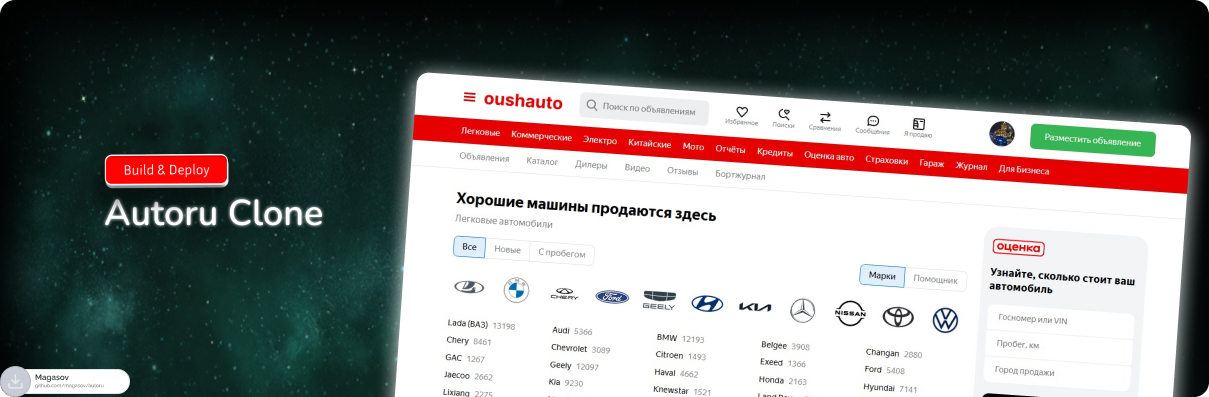 Build & Deploy
Autoru Clone
Magasov
github.com/magasov/autoru
oushauto
Поиск по объявлениям
Избранное
Поиски
Сравнения
Сообщения
Я продаю
Разместить объявление
Легковые Коммерческие Электро Китайские Мото Отчёты Кредиты Оценка авто Страховки Гараж Журнал Для Бизнеса
Объявления Каталог Дилеры Видео Отзывы Бортжурнал
Хорошие машины продаются здесь
Легковые автомобили
Все Новые С пробегом
Марки Помощник
CHERY Ford GEELY KIA NISSAN
Lada (ВАЗ) 13198 Audi 5366 BMW 12193 Belgee 3908 Changan 2880
Chery 8461 Chevrolet 3089 Citroen 1493 Exeed 1366 Ford 5408
GAC 1267 Geely 12097 Haval 4662 Honda 2163 Hyundai 7141
Jaecoo 2662 Kia 9230 Knewstar 1521
Lixiang 2275
оценка
Узнайте, сколько стоит ваш
автомобиль
Госномер или VIN
Пробег, км
Город продажи